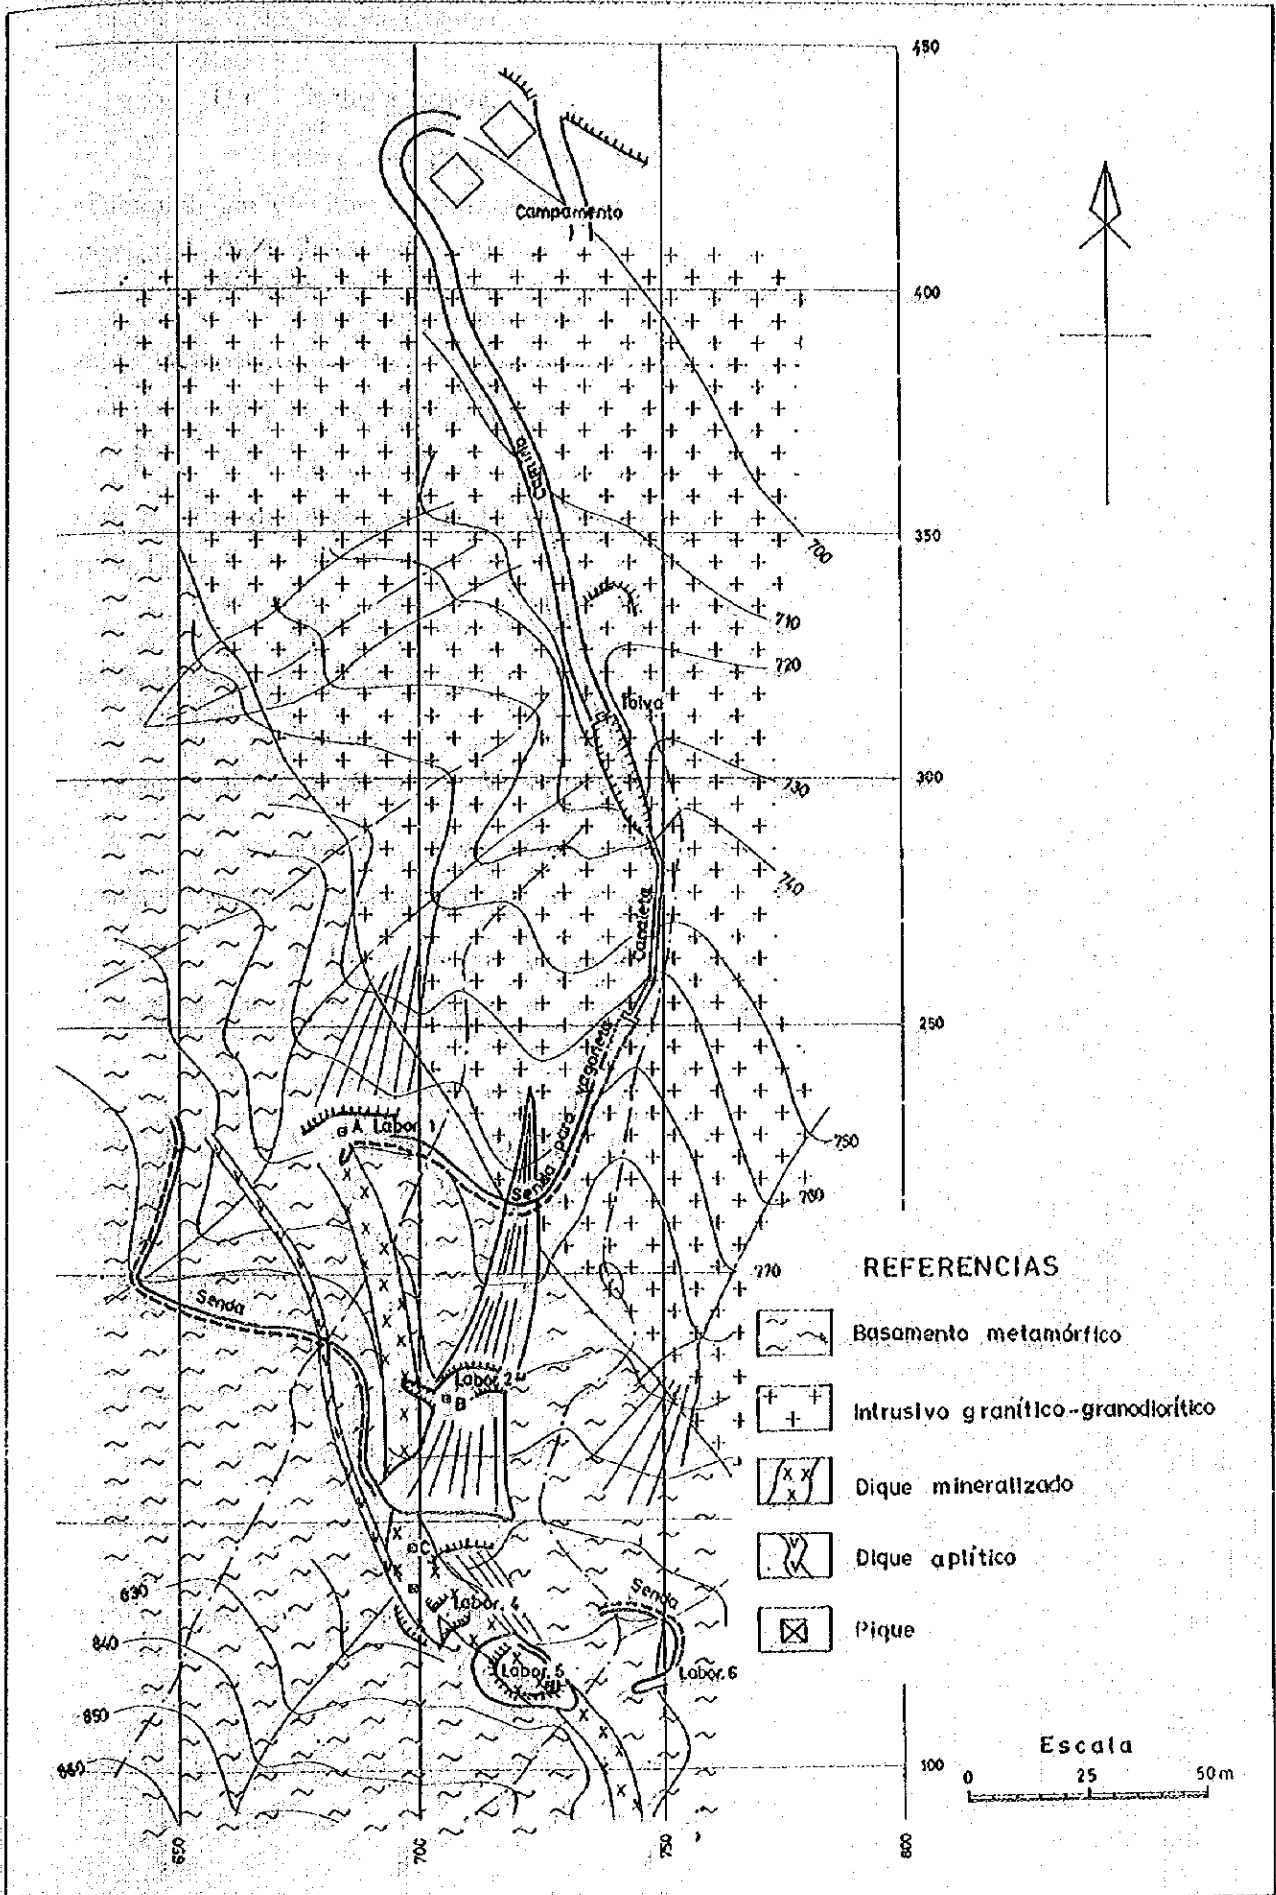 450
Campamento
400
Camino
350
700
710
720
Tolva
300
730
740
Canaleta
250
Senda para vagoneta
A Labor. 1
750
760
770
Senda
Labor. 2
B
C
Labor. 4
Senda
Labor. 5
Labor. 6
830
840
850
860
100
650
700
750
800
REFERENCIAS
Basamento metamórfico
Intrusivo granítico-granodiorítico
Dique mineralizado
Dique aplítico
Pique
Escala
0 25 50 m